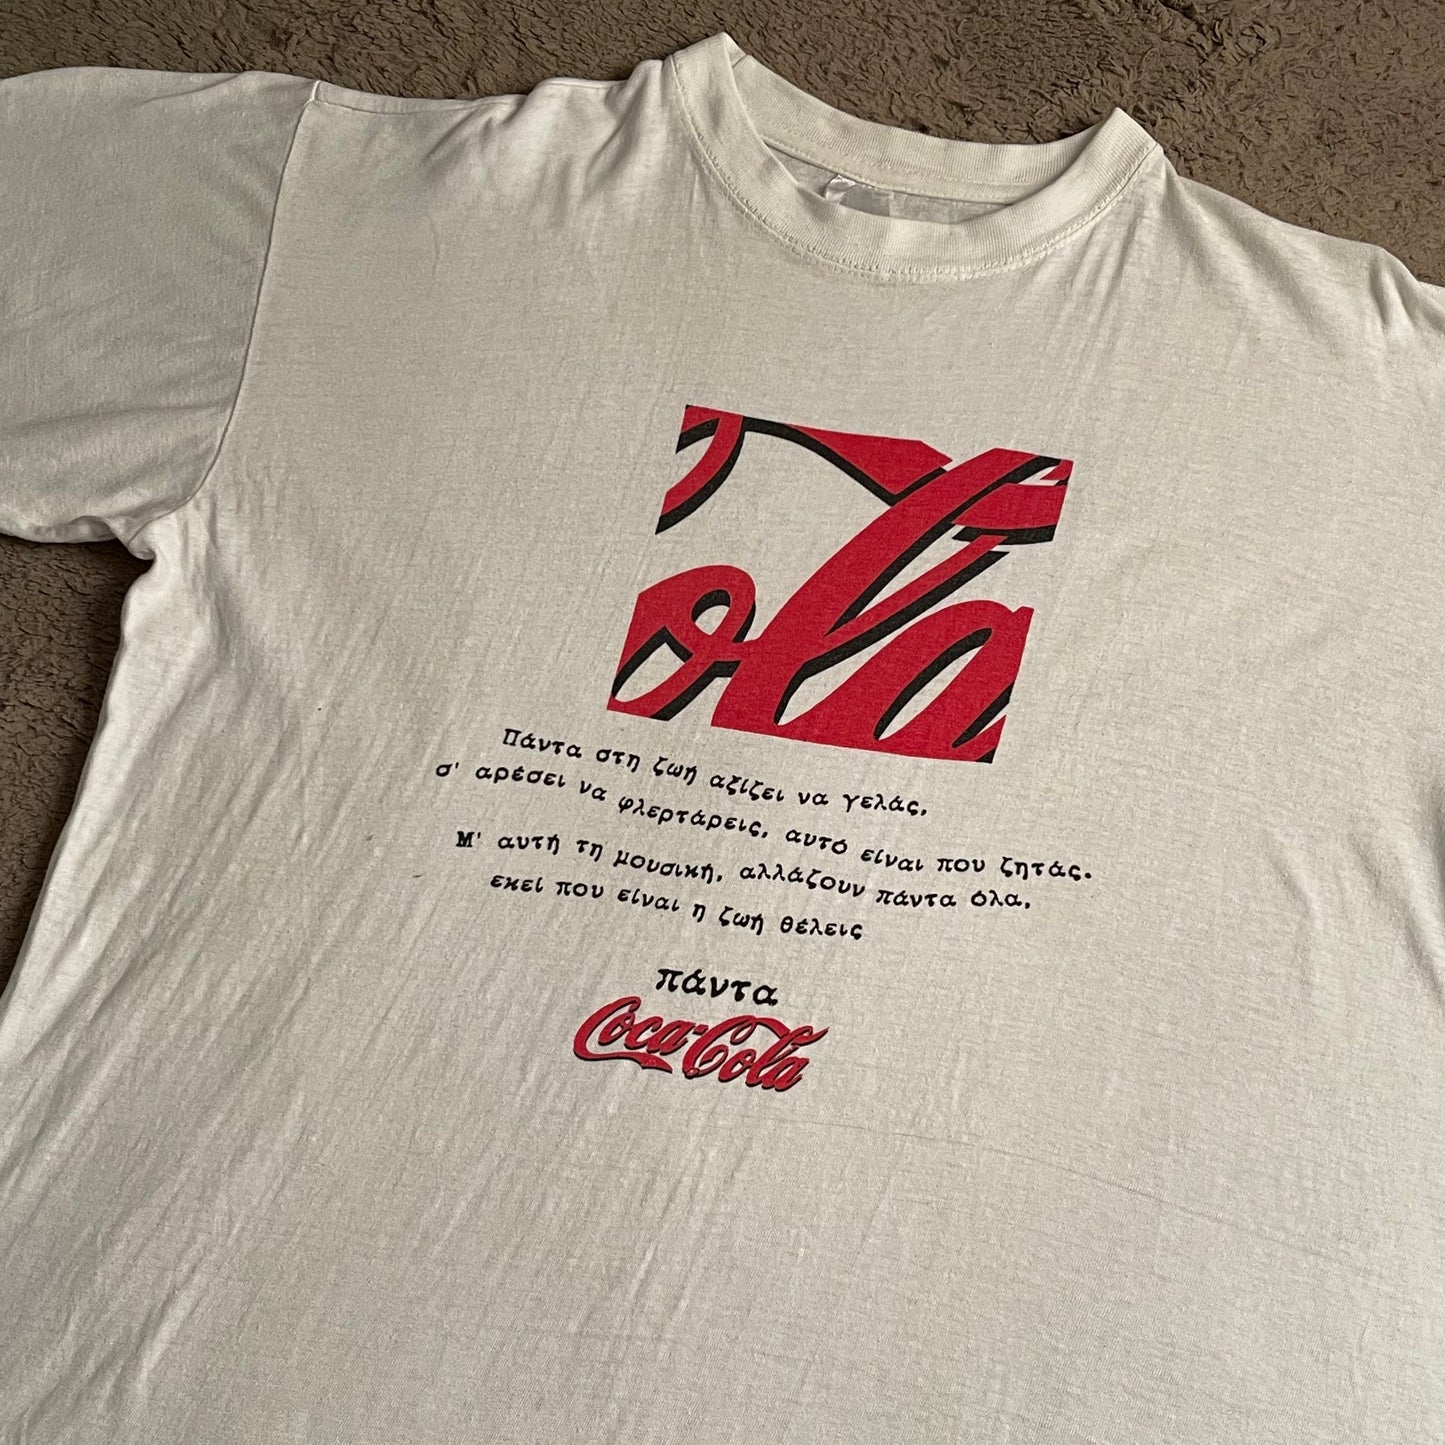 ola
Πάντα στη ζωή αξίζει να γελάς,
σ' αρέσει να φλερτάρεις, αυτό είναι που ζητάς.
Μ' αυτή τη μουσική, αλλάζουν πάντα όλα,
εκεί που είναι η ζωή θέλεις
πάντα
Coca-Cola